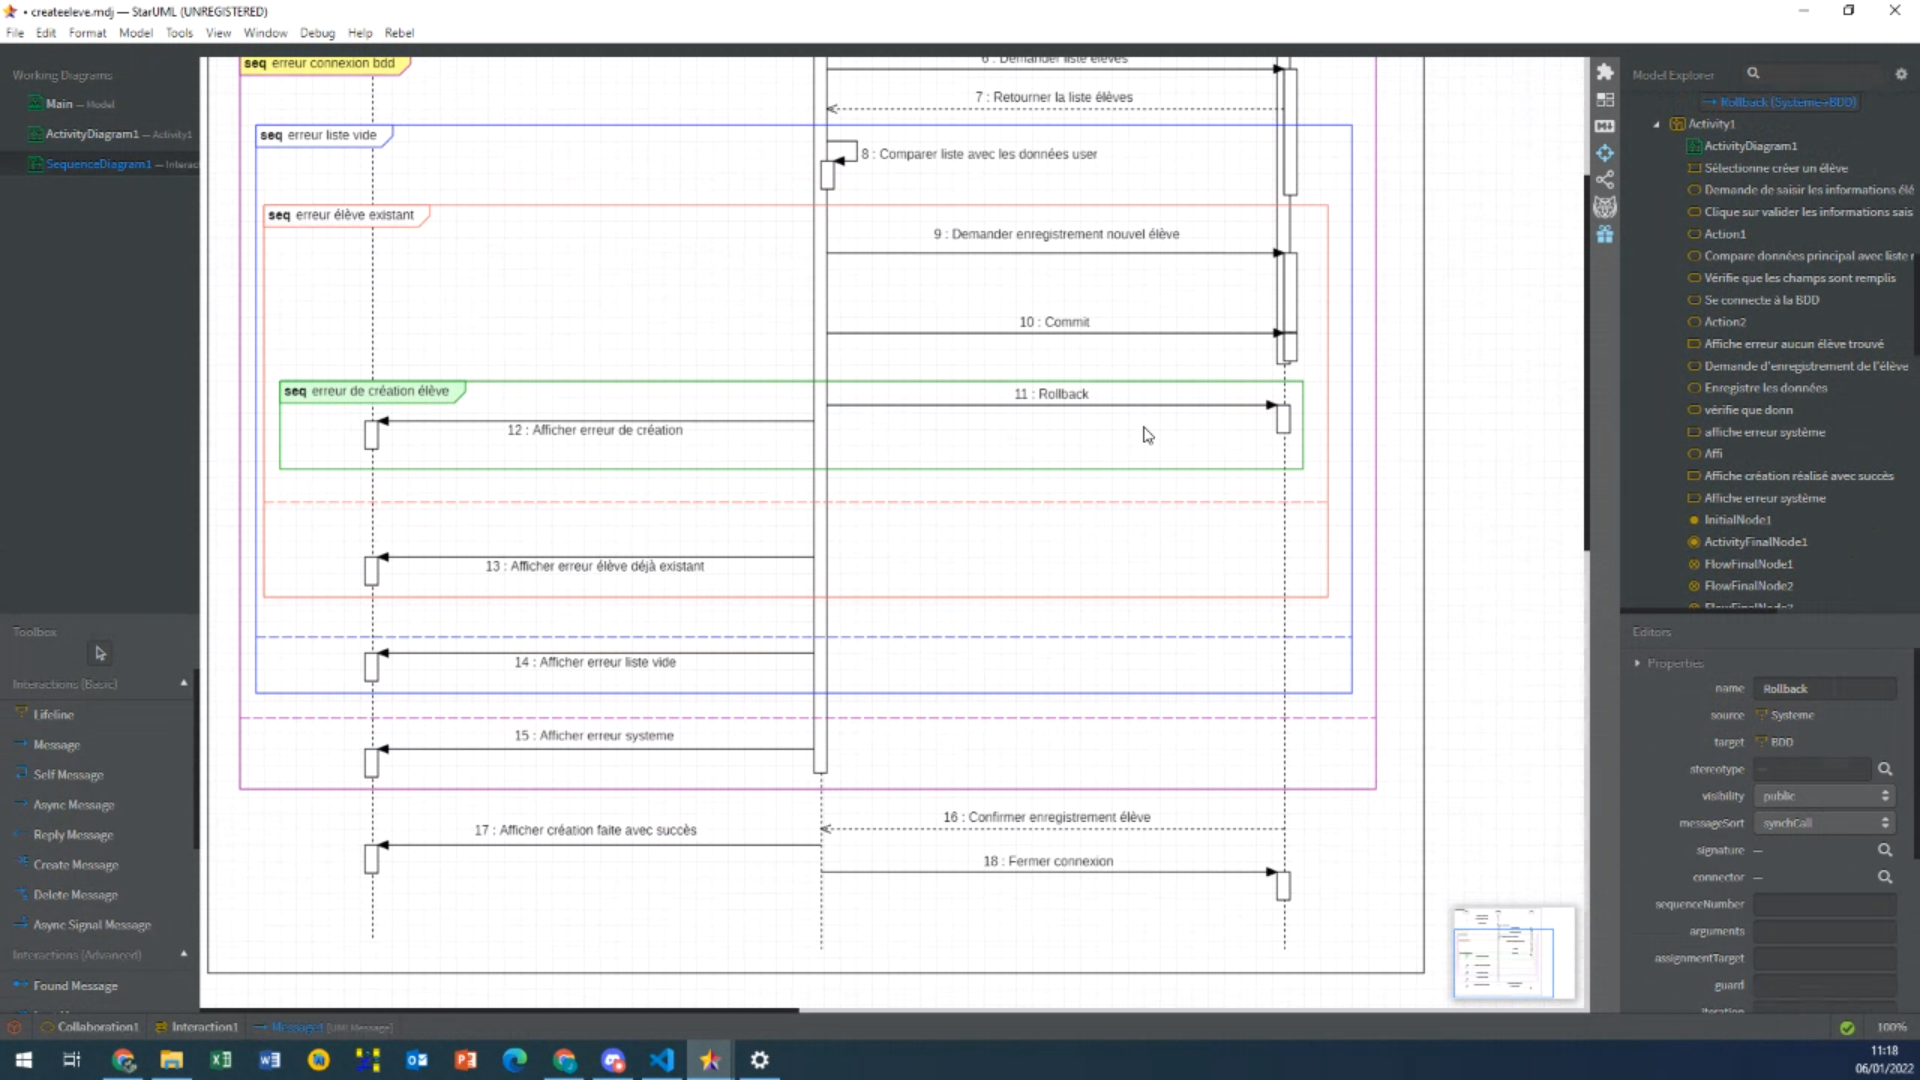 • createeleve.mdj — StarUML (UNREGISTERED)
File Edit Format Model Tools View Window Debug Help Rebel
Working Diagrams
Main — Model
ActivityDiagram1 — Activity1
SequenceDiagram1 — Interac
Toolbox
Interactions (Basic)
Lifeline
Message
Self Message
Async Message
Reply Message
Create Message
Delete Message
Async Signal Message
Interactions (Advanced)
Found Message
seq erreur connexion bdd
6 : Demander liste élèves
7 : Retourner la liste élèves
seq erreur liste vide
8 : Comparer liste avec les données user
seq erreur élève existant
9 : Demander enregistrement nouvel élève
10 : Commit
seq erreur de création élève
11 : Rollback
12 : Afficher erreur de création
13 : Afficher erreur élève déjà existant
14 : Afficher erreur liste vide
15 : Afficher erreur systeme
16 : Confirmer enregistrement élève
17 : Afficher création faite avec succès
18 : Fermer connexion
Model Explorer
Rollback (Systeme→BDD)
Activity1
ActivityDiagram1
Sélectionne créer un élève
Demande de saisir les informations élé
Clique sur valider les informations sais
Action1
Compare données principal avec liste
Vérifie que les champs sont remplis
Se connecte à la BDD
Action2
Affiche erreur aucun élève trouvé
Demande d'enregistrement de l'élève
Enregistre les données
vérifie que donn
affiche erreur système
Affi
Affiche création réalisé avec succès
Affiche erreur système
InitialNode1
ActivityFinalNode1
FlowFinalNode1
FlowFinalNode2
Editors
Properties
name Rollback
source Systeme
target BDD
stereotype —
visibility public
messageSort synchCall
signature —
connector —
sequenceNumber
arguments
assignmentTarget
guard
iteration
Collaboration1 Interaction1 [UMLMessage]
100%
11:18
06/01/2022